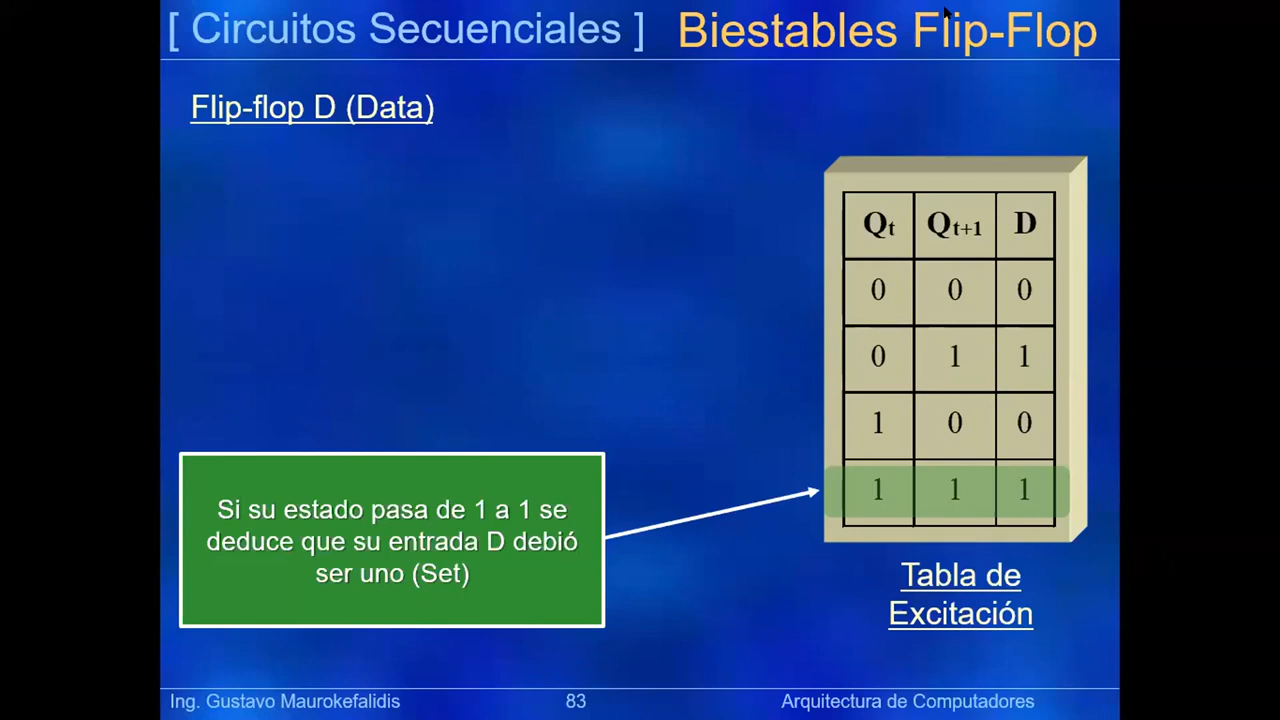 [ Circuitos Secuenciales ] Biestables Flip-Flop
Flip-flop D (Data)
Qt Qt+1 D
0 0 0
0 1 1
1 0 0
1 1 1
Si su estado pasa de 1 a 1 se
deduce que su entrada D debió
ser uno (Set)
Tabla de
Excitación
Ing. Gustavo Maurokefalidis 83 Arquitectura de Computadores